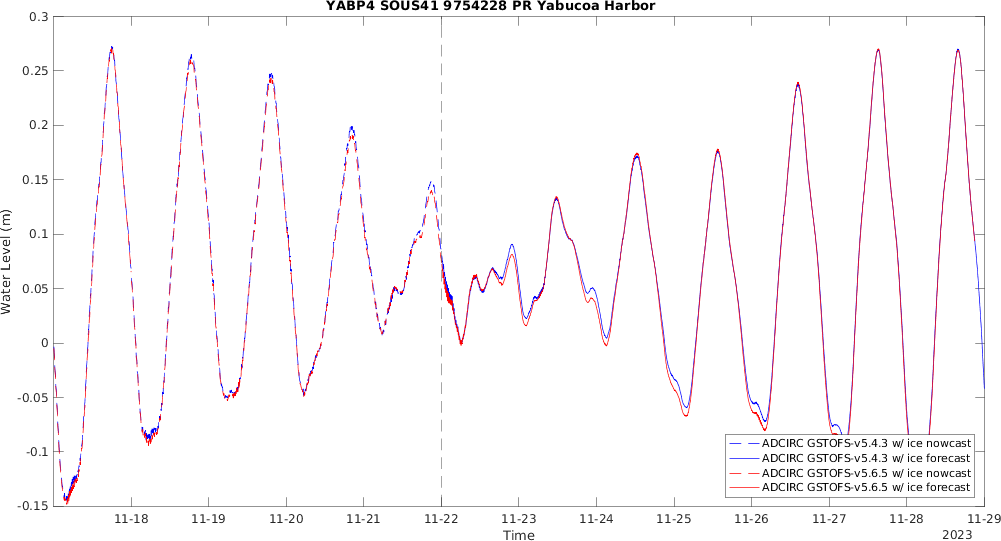 YABP4 SOUS41 9754228 PR Yabucoa Harbor
0.3
0.25
0.2
0.15
0.1
0.05
0
-0.05
-0.1
-0.15
Water Level (m)
ADCIRC GSTOFS-v5.4.3 w/ ice nowcast
ADCIRC GSTOFS-v5.4.3 w/ ice forecast
ADCIRC GSTOFS-v5.6.5 w/ ice nowcast
ADCIRC GSTOFS-v5.6.5 w/ ice forecast
11-18 11-19 11-20 11-21 11-22 11-23 11-24 11-25 11-26 11-27 11-28 11-29
Time
2023